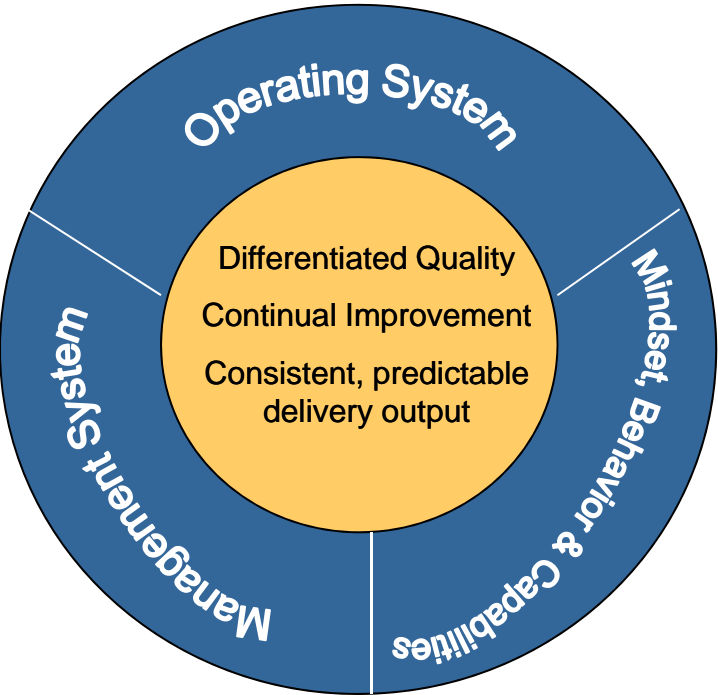 Operating System
Differentiated Quality
Continual Improvement
Consistent, predictable
delivery output
Management System
Mindset, Behavior & Capabilities